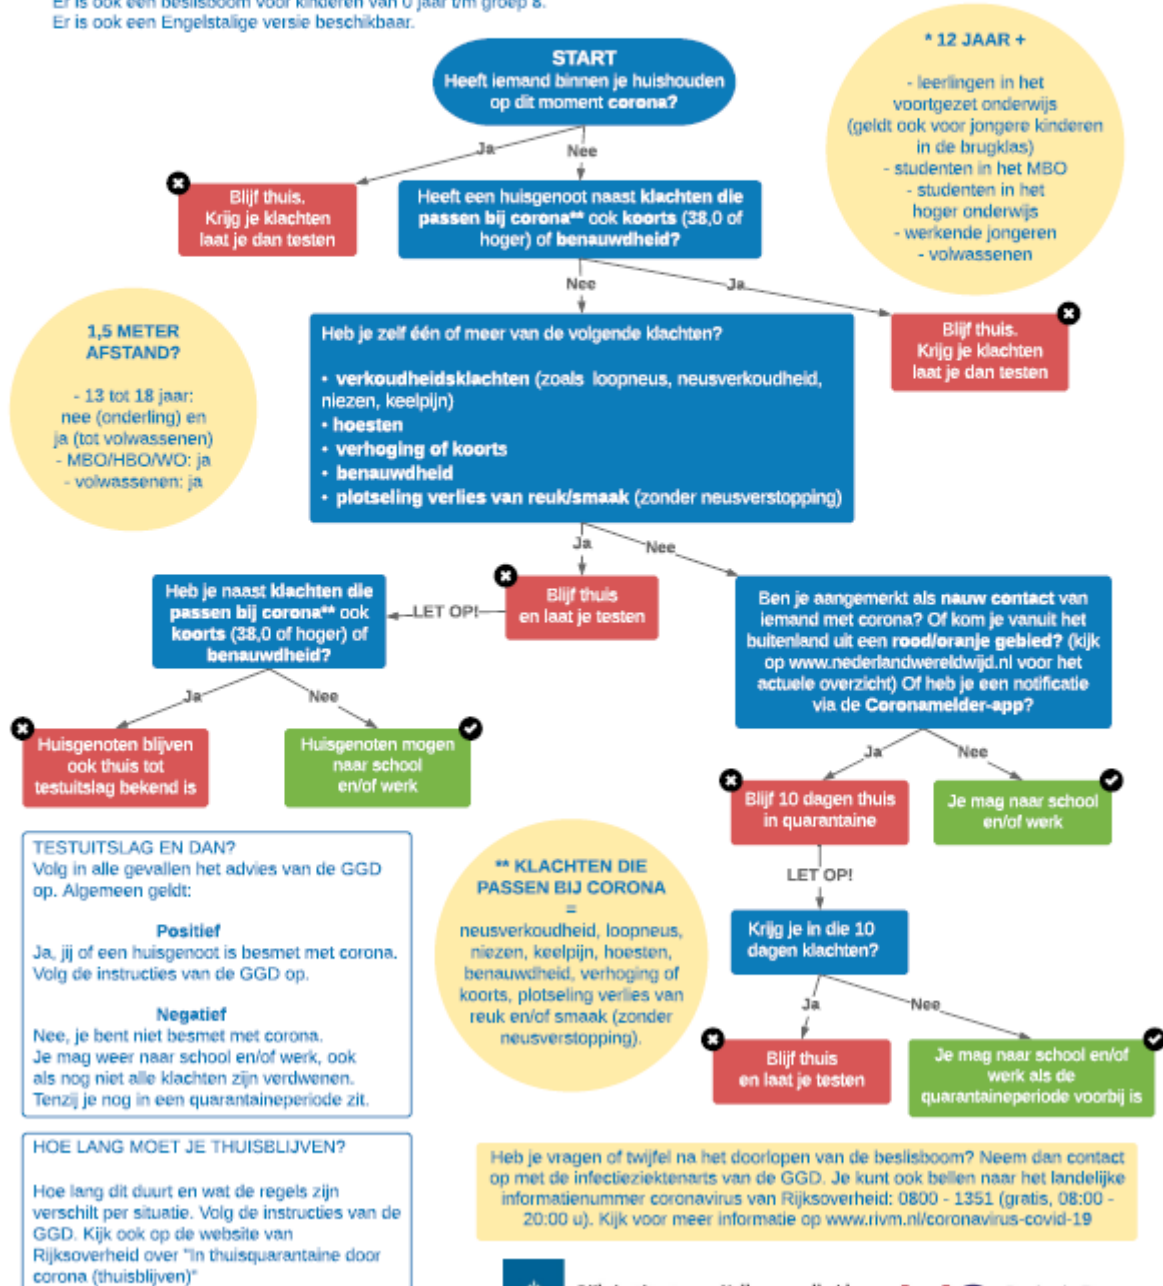 Er is ook een beslisboom voor kinderen van 0 jaar t/m groep 8.
Er is ook een Engelstalige versie beschikbaar.
START
Heeft iemand binnen je huishouden
op dit moment corona?
* 12 JAAR +
- leerlingen in het
voortgezet onderwijs
(geldt ook voor jongere kinderen
in de brugklas)
- studenten in het MBO
- studenten in het
hoger onderwijs
- werkende jongeren
- volwassenen
Ja
Nee
Blijf thuis.
Krijg je klachten
laat je dan testen
Heeft een huisgenoot naast klachten die
passen bij corona** ook koorts (38,0 of
hoger) of benauwdheid?
Nee
Ja
Blijf thuis.
Krijg je klachten
laat je dan testen
1,5 METER
AFSTAND?
- 13 tot 18 jaar:
nee (onderling) en
ja (tot volwassenen)
- MBO/HBO/WO: ja
- volwassenen: ja
Heb je zelf één of meer van de volgende klachten?
• verkoudheidsklachten (zoals loopneus, neusverkoudheid,
niezen, keelpijn)
• hoesten
• verhoging of koorts
• benauwdheid
• plotseling verlies van reuk/smaak (zonder neusverstopping)
Ja
Nee
Heb je naast klachten die
passen bij corona** ook
koorts (38,0 of hoger) of
benauwdheid?
LET OP!
Blijf thuis
en laat je testen
Ben je aangemerkt als nauw contact van
iemand met corona? Of kom je vanuit het
buitenland uit een rood/oranje gebied? (kijk
op www.nederlandwereldwijd.nl voor het
actuele overzicht) Of heb je een notificatie
via de Coronamelder-app?
Ja
Nee
Huisgenoten blijven
ook thuis tot
testuitslag bekend is
Huisgenoten mogen
naar school
en/of werk
Ja
Nee
Blijf 10 dagen thuis
in quarantaine
Je mag naar school
en/of werk
LET OP!
Krijg je in die 10
dagen klachten?
Ja
Nee
Blijf thuis
en laat je testen
Je mag naar school en/of
werk als de
quarantaineperiode voorbij is
TESTUITSLAG EN DAN?
Volg in alle gevallen het advies van de GGD
op. Algemeen geldt:
Positief
Ja, jij of een huisgenoot is besmet met corona.
Volg de instructies van de GGD op.
Negatief
Nee, je bent niet besmet met corona.
Je mag weer naar school en/of werk, ook
als nog niet alle klachten zijn verdwenen.
Tenzij je nog in een quarantaineperiode zit.
** KLACHTEN DIE
PASSEN BIJ CORONA
=
neusverkoudheid, loopneus,
niezen, keelpijn, hoesten,
benauwdheid, verhoging of
koorts, plotseling verlies van
reuk en/of smaak (zonder
neusverstopping).
HOE LANG MOET JE THUISBLIJVEN?
Hoe lang dit duurt en wat de regels zijn
verschilt per situatie. Volg de instructies van de
GGD. Kijk ook op de website van
Rijksoverheid over "In thuisquarantaine door
corona (thuisblijven)"
Heb je vragen of twijfel na het doorlopen van de beslisboom? Neem dan contact
op met de infectieziektenarts van de GGD. Je kunt ook bellen naar het landelijke
informatienummer coronavirus van Rijksoverheid: 0800 - 1351 (gratis, 08:00 -
20:00 u). Kijk voor meer informatie op www.rivm.nl/coronavirus-covid-19